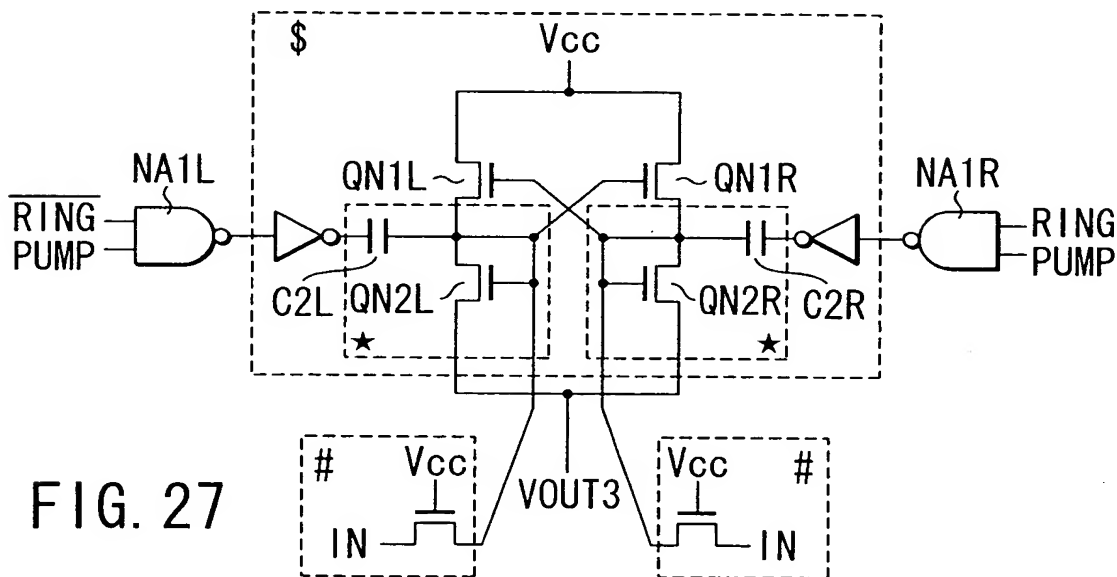 $
Vcc
NA1L
QN1L
QN1R
NA1R
RING
PUMP
RING
PUMP
C2L
QN2L
QN2R
C2R
★
★
#
Vcc
IN
VOUT3
Vcc
#
IN
FIG. 27